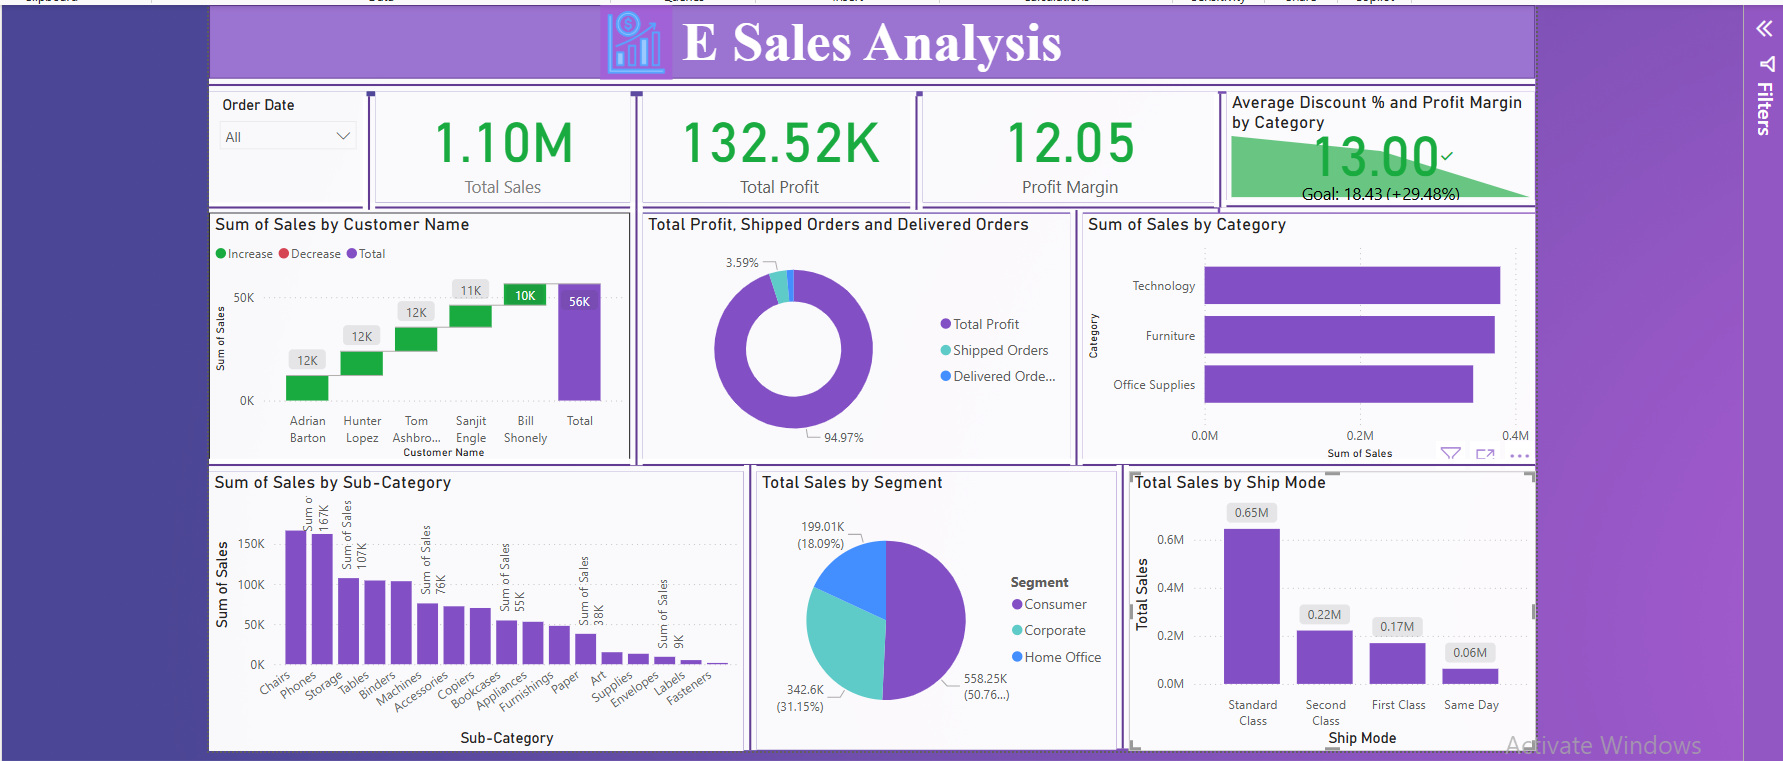 E Sales Analysis
Filters
Order Date
All
1.10M
Total Sales
132.52K
Total Profit
12.05
Profit Margin
Average Discount % and Profit Margin
by Category
13.00
Goal: 18.43 (+29.48%)
Sum of Sales by Customer Name
Increase
Decrease
Total
Sum of Sales
50K
0K
12K
12K
12K
11K
10K
56K
Adrian
Barton
Hunter
Lopez
Tom
Ashbro...
Sanjit
Engle
Bill
Shonely
Total
Customer Name
Total Profit, Shipped Orders and Delivered Orders
3.59%
94.97%
Total Profit
Shipped Orders
Delivered Orde...
Sum of Sales by Category
Category
Technology
Furniture
Office Supplies
0.0M
0.2M
0.4M
Sum of Sales
Sum of Sales by Sub-Category
Sum of Sales
150K
100K
50K
0K
Sum o
167K
Sum of Sales
107K
Sum of Sales
76K
Sum of Sales
55K
Sum of Sales
38K
Sum of Sales
9K
Chairs
Phones
Storage
Tables
Binders
Machines
Accessories
Copiers
Bookcases
Appliances
Furnishings
Paper
Art
Supplies
Envelopes
Labels
Fasteners
Sub-Category
Total Sales by Segment
199.01K
(18.09%)
342.6K
(31.15%)
558.25K
(50.76...)
Segment
Consumer
Corporate
Home Office
Total Sales by Ship Mode
Total Sales
0.6M
0.4M
0.2M
0.0M
0.65M
0.22M
0.17M
0.06M
Standard
Class
Second
Class
First Class
Same Day
Ship Mode
Activate Windows